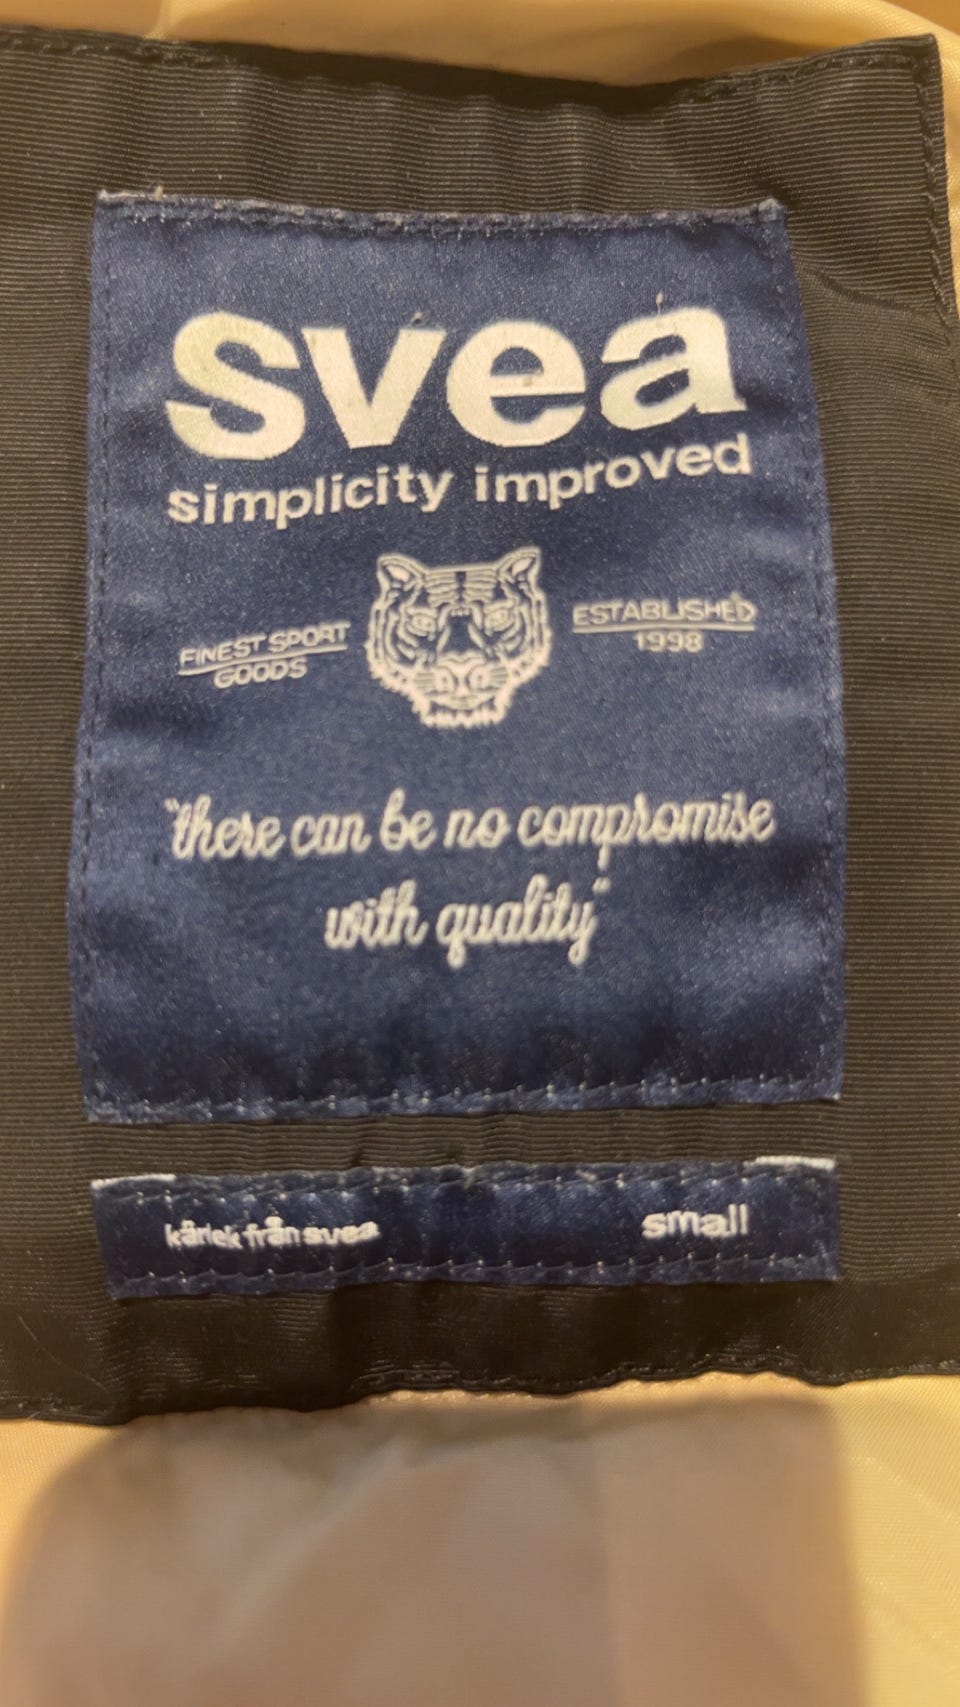 svea
simplicity improved
FINEST SPORT
GOODS
ESTABLISHED
1998
"there can be no compromise
with quality"
kärlek från svea
small